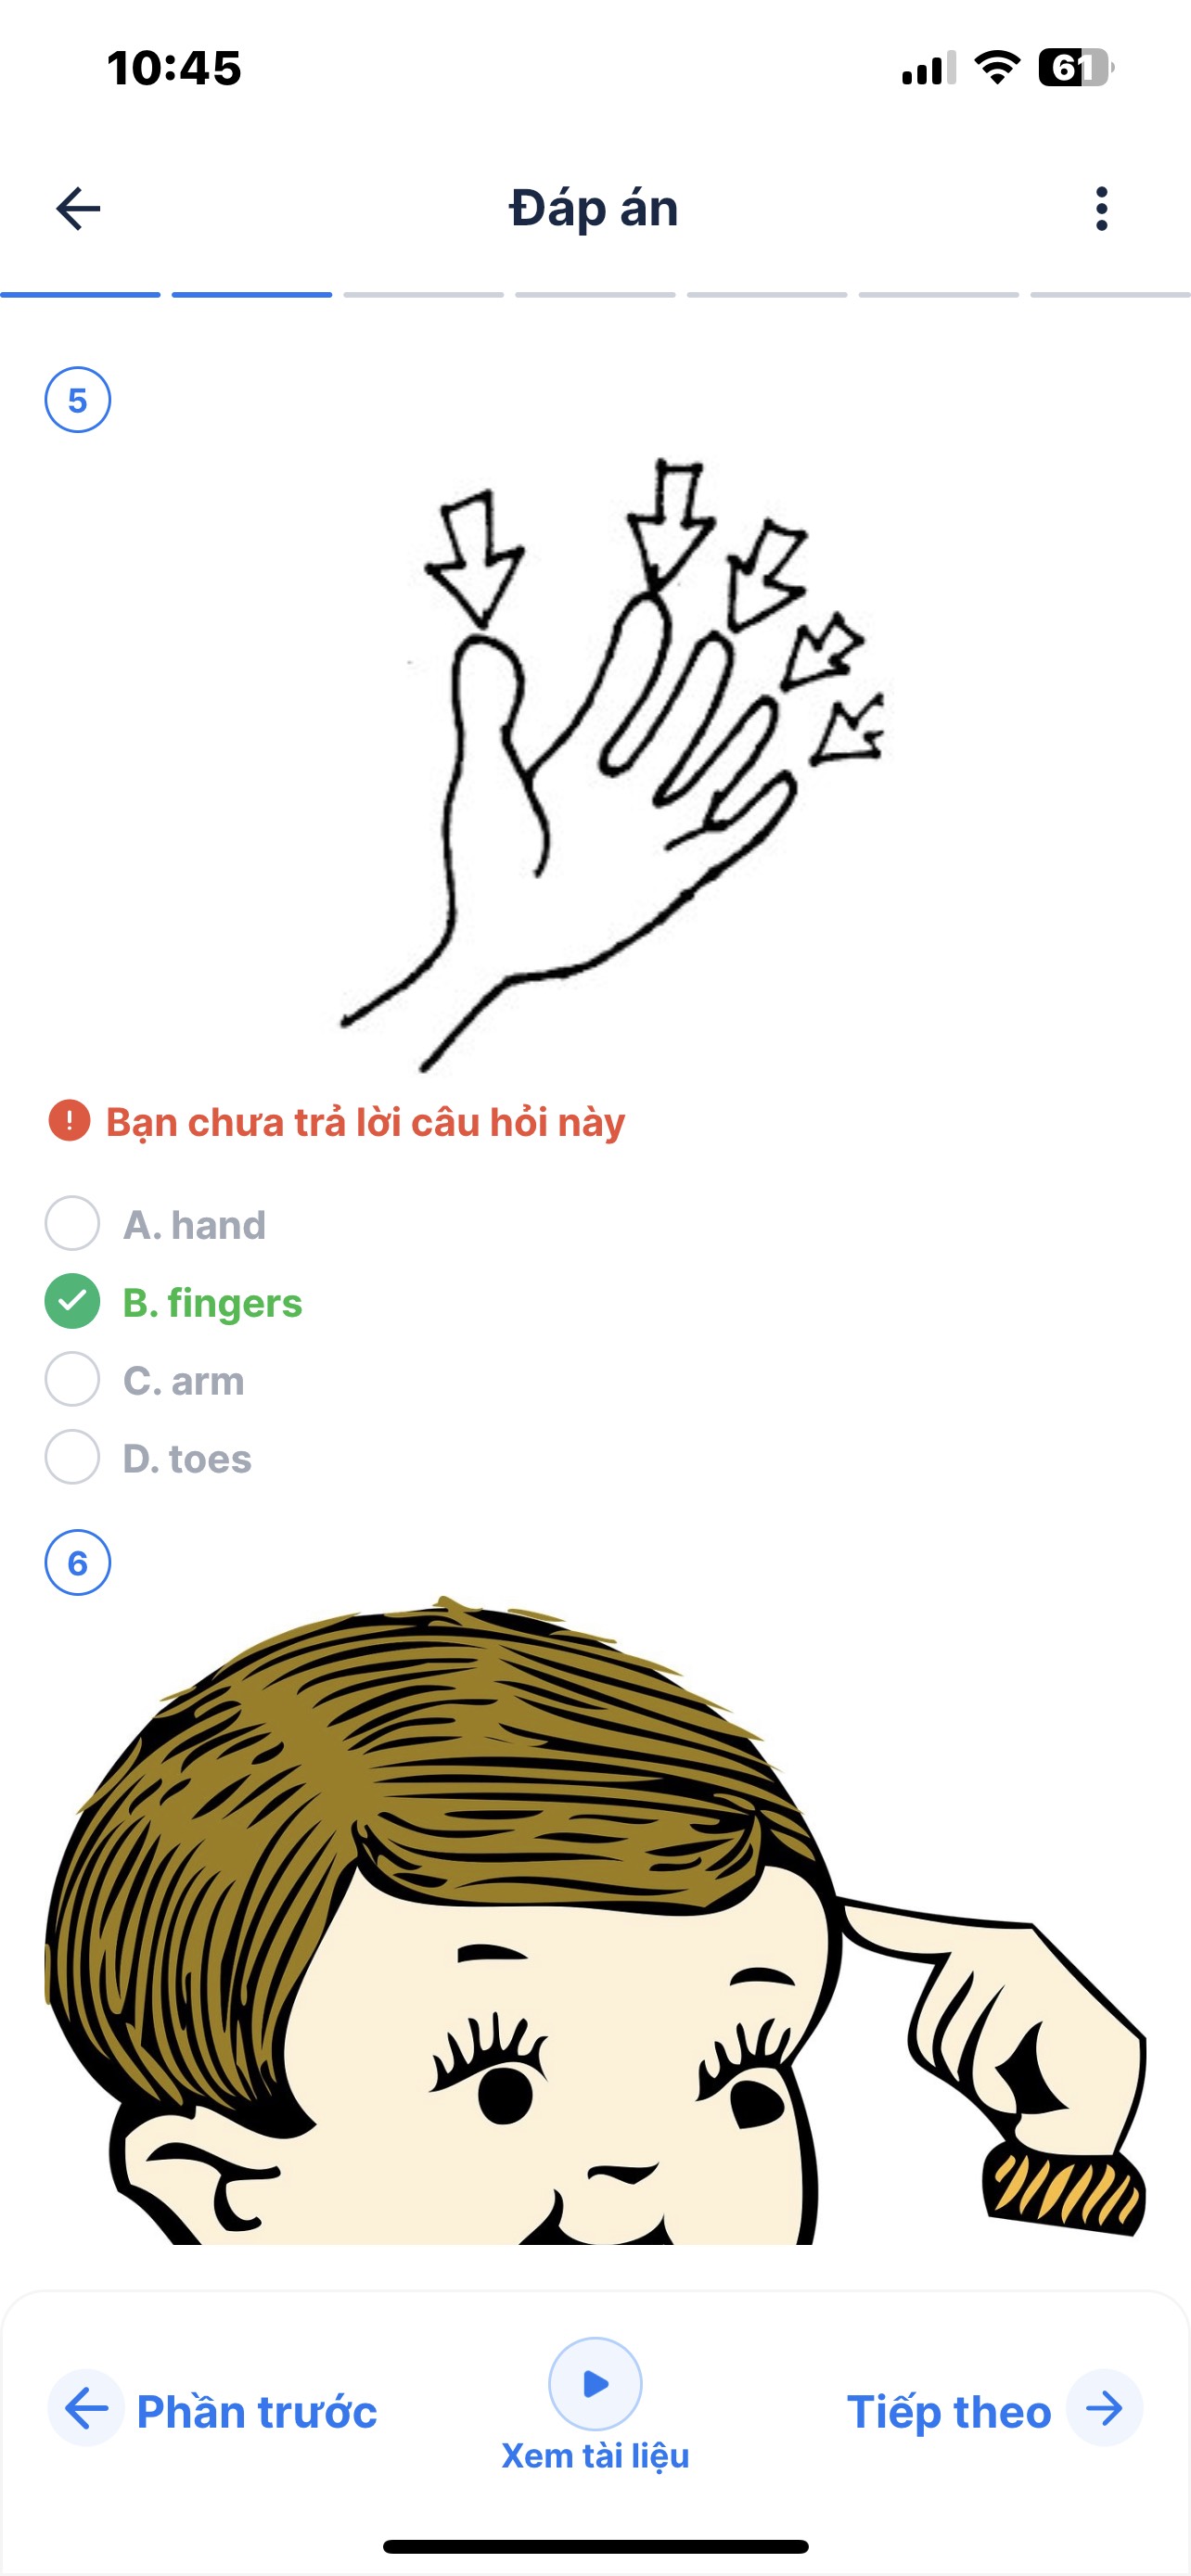 10:45
61
Đáp án
5
Bạn chưa trả lời câu hỏi này
A. hand
B. fingers
C. arm
D. toes
6
Phần trước
Xem tài liệu
Tiếp theo